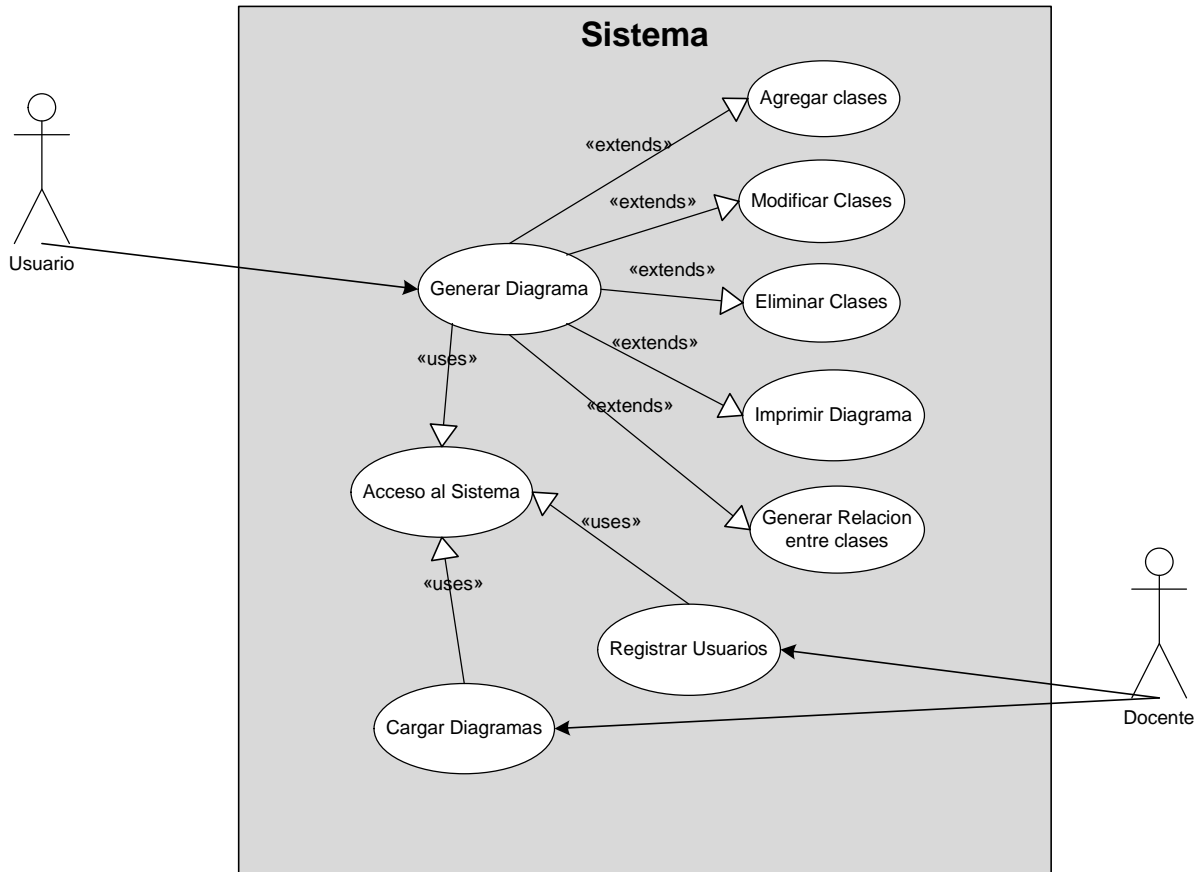 Sistema
Agregar clases
«extends»
Modificar Clases
«extends»
Usuario
«extends»
Generar Diagrama
Eliminar Clases
«extends»
«uses»
«extends»
Imprimir Diagrama
Acceso al Sistema
«uses»
Generar Relacion
entre clases
«uses»
Registrar Usuarios
Docente
Cargar Diagramas